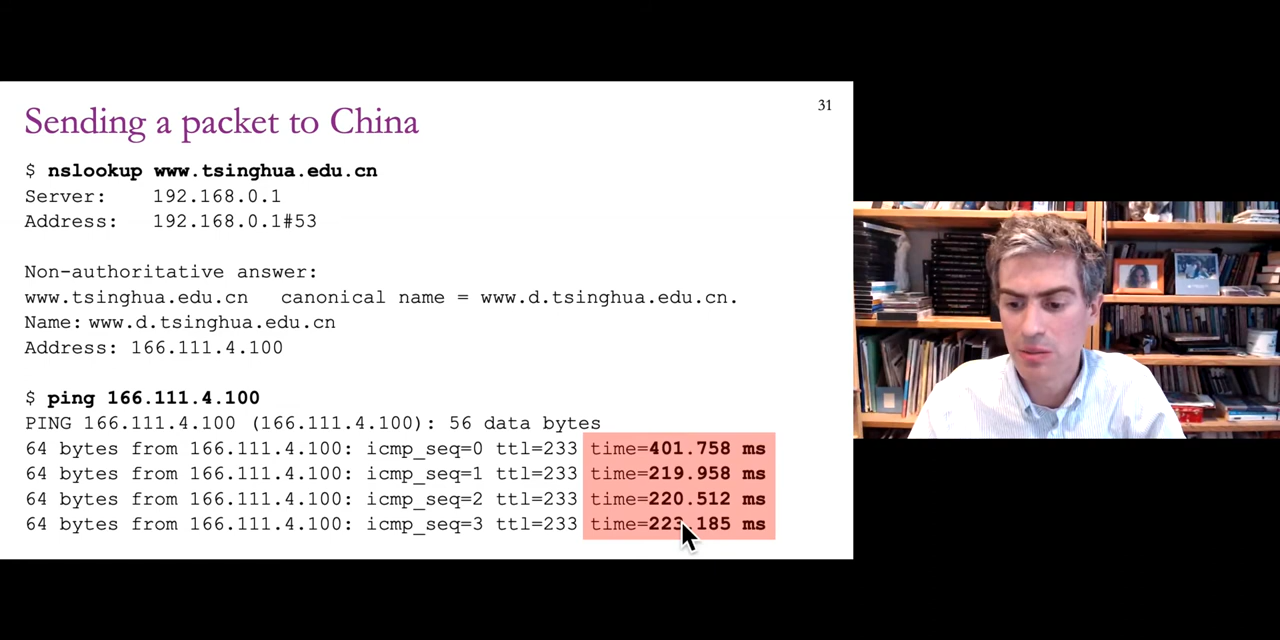 31
Sending a packet to China
$ nslookup www.tsinghua.edu.cn
Server: 192.168.0.1
Address: 192.168.0.1#53
Non-authoritative answer:
www.tsinghua.edu.cn canonical name = www.d.tsinghua.edu.cn.
Name: www.d.tsinghua.edu.cn
Address: 166.111.4.100
$ ping 166.111.4.100
PING 166.111.4.100 (166.111.4.100): 56 data bytes
64 bytes from 166.111.4.100: icmp_seq=0 ttl=233 time=401.758 ms
64 bytes from 166.111.4.100: icmp_seq=1 ttl=233 time=219.958 ms
64 bytes from 166.111.4.100: icmp_seq=2 ttl=233 time=220.512 ms
64 bytes from 166.111.4.100: icmp_seq=3 ttl=233 time=223.185 ms